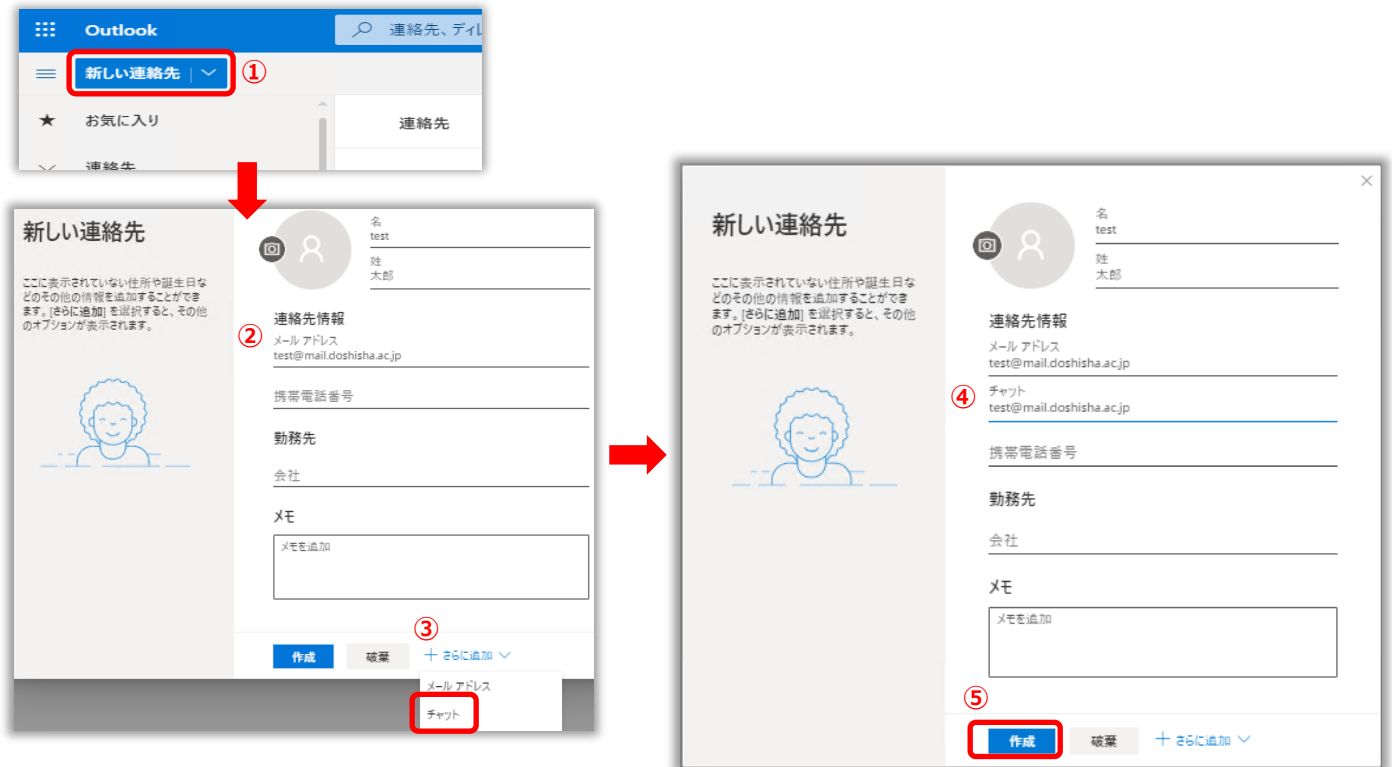 Outlook
連絡先、ディレ
新しい連絡先
①
★ お気に入り
連絡先
連絡先
新しい連絡先
ここに表示されていない住所や誕生日な
どのその他の情報を追加することができ
ます。[さらに追加] を選択すると、その他
のオプションが表示されます。
名
test
姓
太郎
連絡先情報
②
メール アドレス
test@mail.doshisha.ac.jp
携帯電話番号
勤務先
会社
メモ
メモを追加
③
作成
破棄
+ さらに追加
メール アドレス
チャット
新しい連絡先
ここに表示されていない住所や誕生日な
どのその他の情報を追加することができ
ます。[さらに追加] を選択すると、その他
のオプションが表示されます。
名
test
姓
太郎
連絡先情報
メール アドレス
test@mail.doshisha.ac.jp
④
チャット
test@mail.doshisha.ac.jp
携帯電話番号
勤務先
会社
メモ
メモを追加
⑤
作成
破棄
+ さらに追加